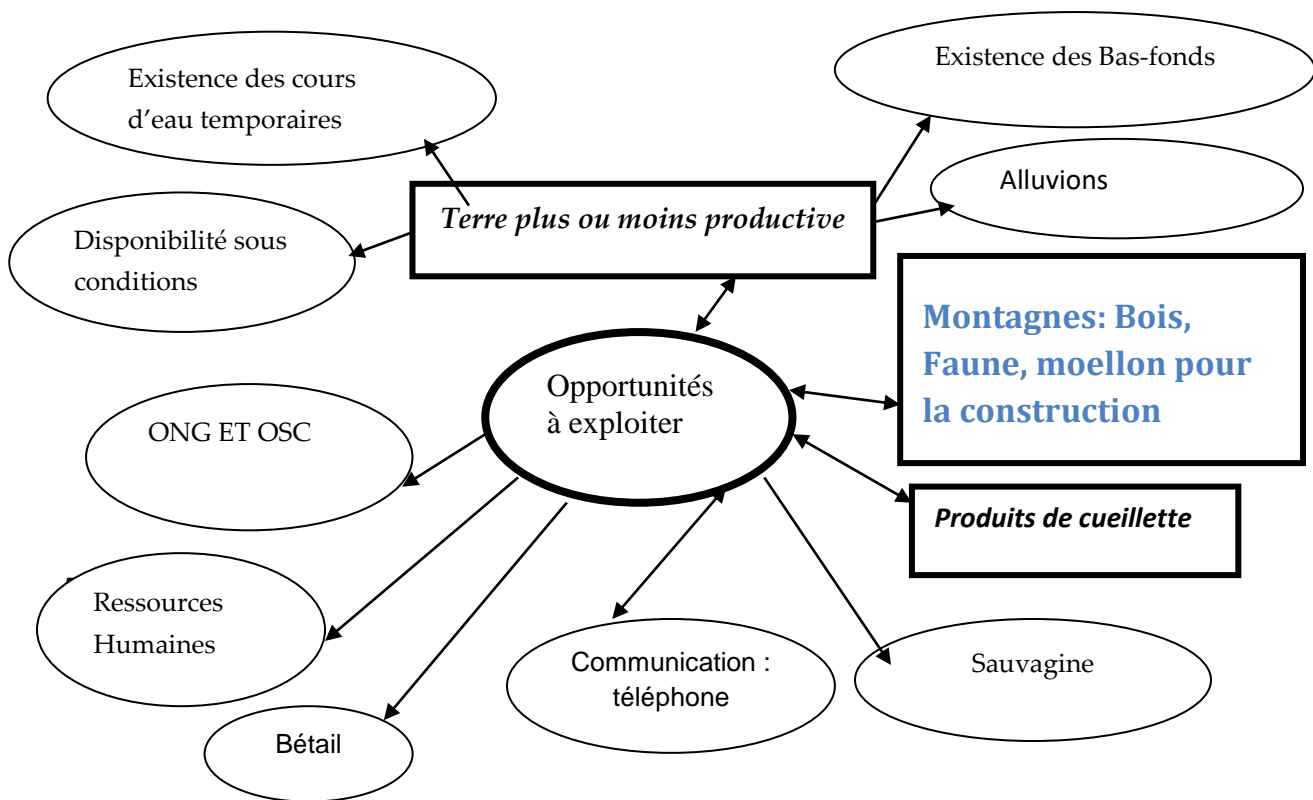 Existence des cours
d’eau temporaires
Existence des Bas-fonds
Alluvions
Terre plus ou moins productive
Disponibilité sous
conditions
Montagnes: Bois,
Faune, moellon pour
la construction
Opportunités
à exploiter
ONG ET OSC
Produits de cueillette
Ressources
Humaines
Communication :
téléphone
Sauvagine
Bétail